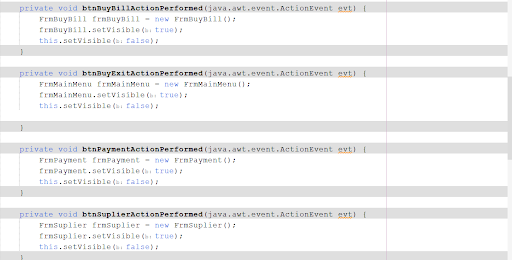 private void btnBuyBillActionPerformed(java.awt.event.ActionEvent evt) {
FrmBuyBill frmBuyBill = new FrmBuyBill();
frmBuyBill.setVisible(b: true);
this.setVisible(b: false);
}
private void btnBuyExitActionPerformed(java.awt.event.ActionEvent evt) {
FrmMainMenu frmMainMenu = new FrmMainMenu();
frmMainMenu.setVisible(b: true);
this.setVisible(b: false);
}
private void btnPaymentActionPerformed(java.awt.event.ActionEvent evt) {
FrmPayment frmPayment = new FrmPayment();
frmPayment.setVisible(b: true);
this.setVisible(b: false);
}
private void btnSuplierActionPerformed(java.awt.event.ActionEvent evt) {
FrmSuplier frmSuplier = new FrmSuplier();
frmSuplier.setVisible(b: true);
this.setVisible(b: false);
}